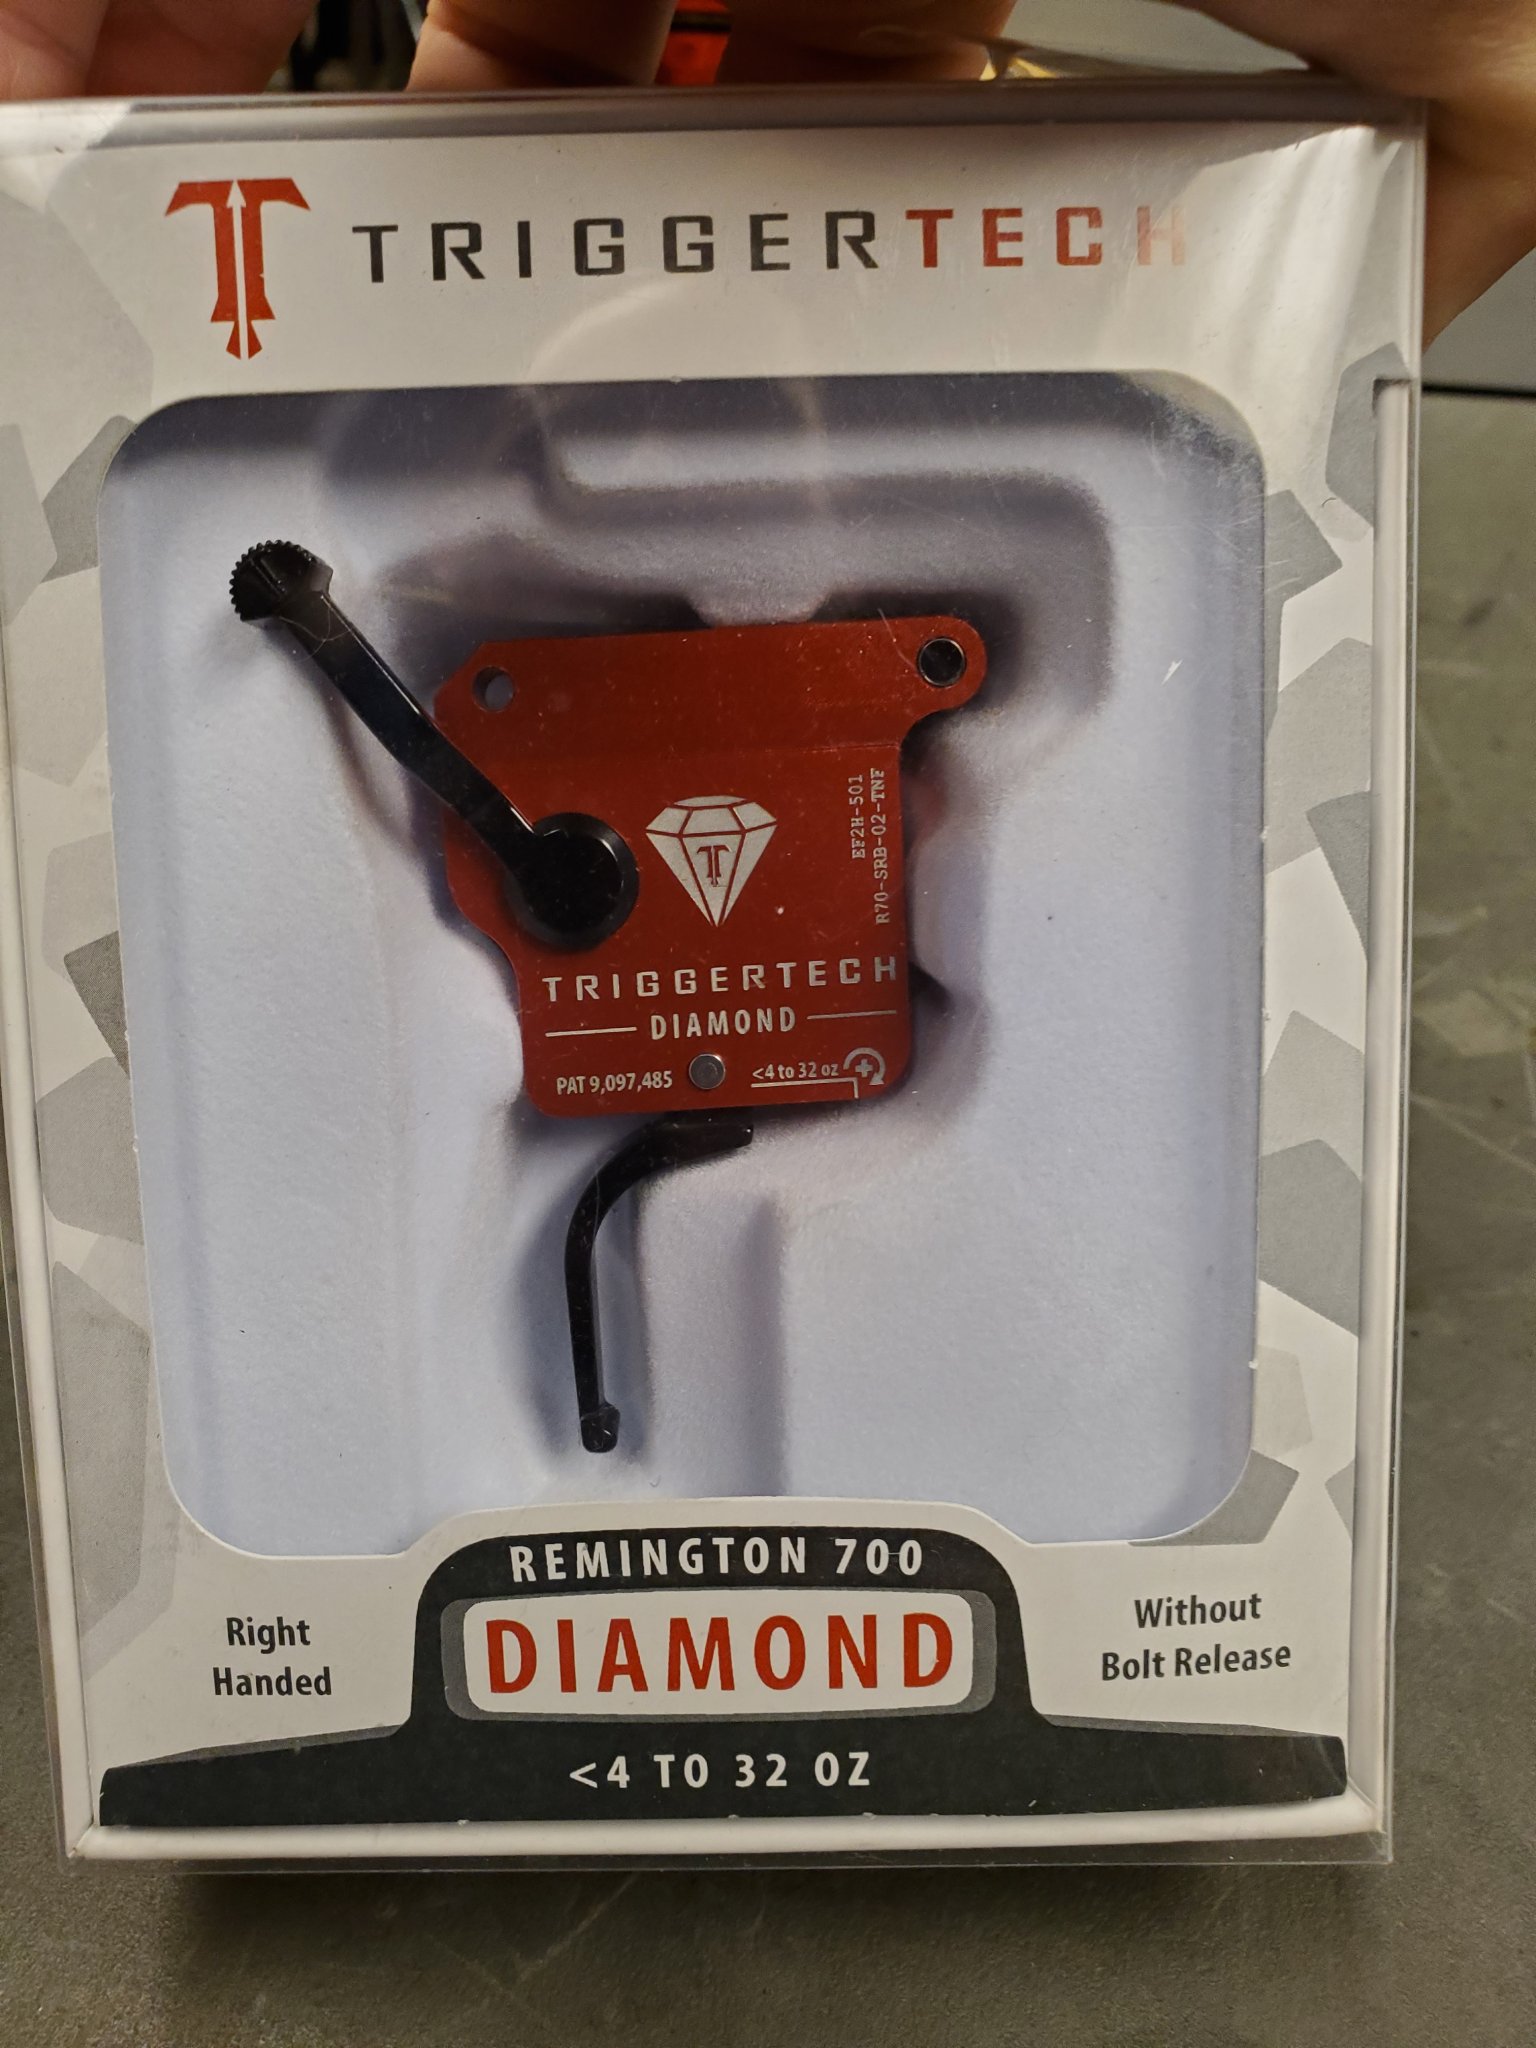 TRIGGERTECH
EF2H-501
R70-SRB-02-TNF
TRIGGERTECH
DIAMOND
PAT 9,097,485
<4 to 32 oz
REMINGTON 700
DIAMOND
Right
Handed
Without
Bolt Release
<4 TO 32 OZ